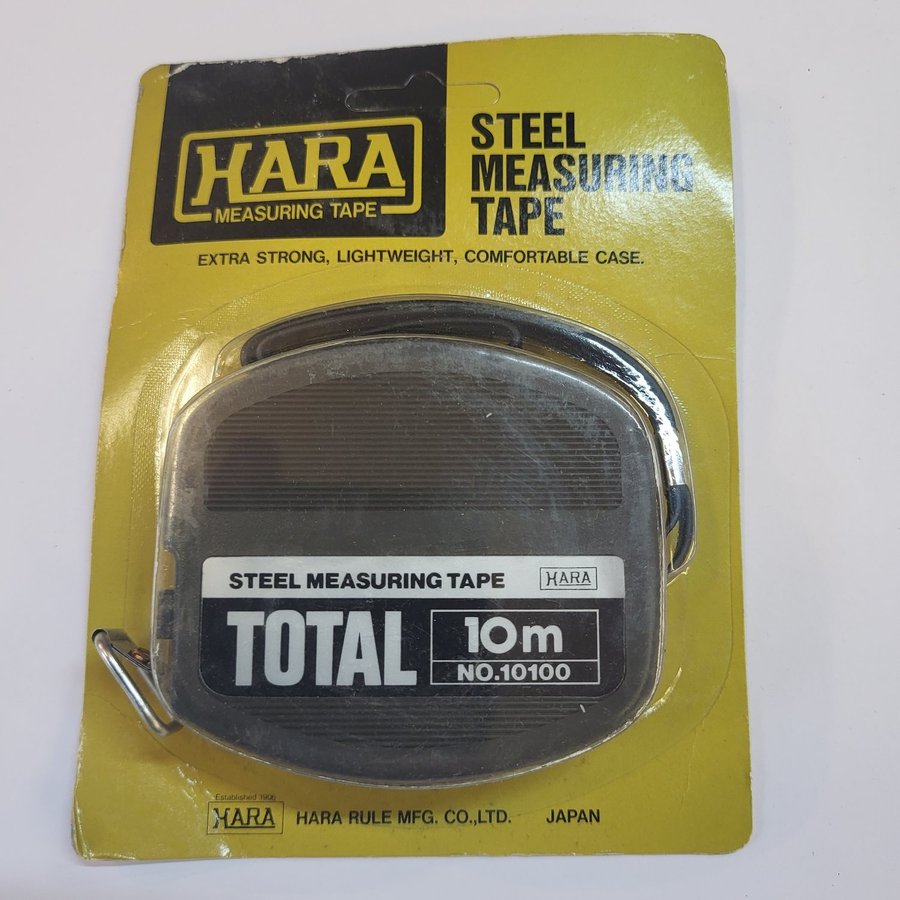 HARA
MEASURING TAPE
STEEL
MEASURING
TAPE
EXTRA STRONG, LIGHTWEIGHT, COMFORTABLE CASE.
STEEL MEASURING TAPE HARA
TOTAL
10m
NO.10100
Established 1906
HARA HARA RULE MFG. CO.,LTD. JAPAN